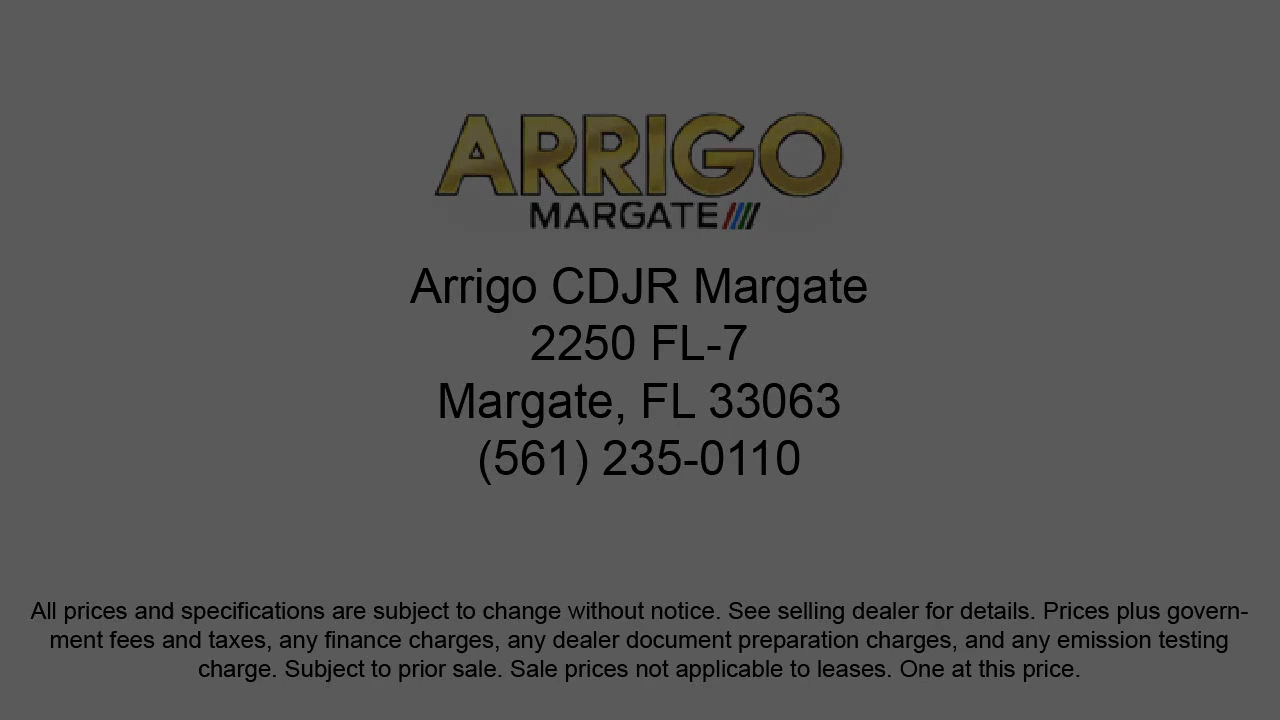 ARRIGO
MARGATE
Arrigo CDJR Margate
2250 FL-7
Margate, FL 33063
(561) 235-0110
All prices and specifications are subject to change without notice. See selling dealer for details. Prices plus govern-
ment fees and taxes, any finance charges, any dealer document preparation charges, and any emission testing
charge. Subject to prior sale. Sale prices not applicable to leases. One at this price.